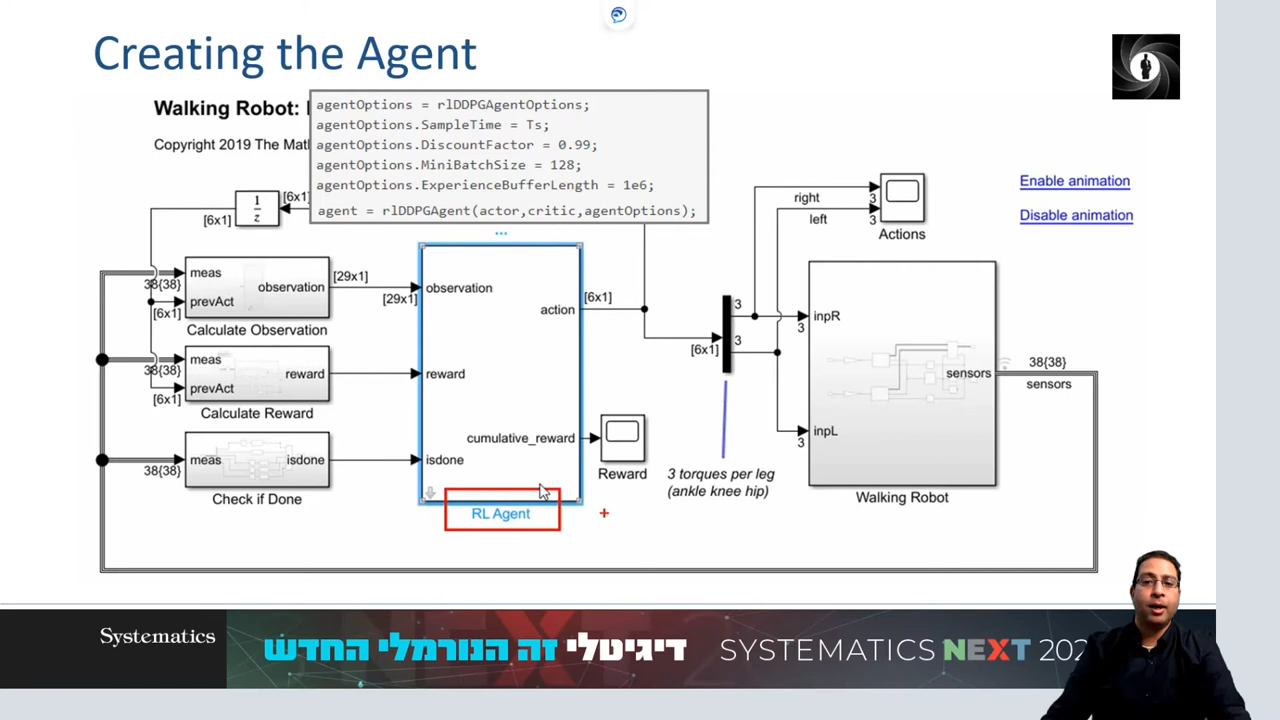 Creating the Agent
Walking Robot:
Copyright 2019 The
agentOptions = rlDDPGAgentOptions;
agentOptions.SampleTime = Ts;
agentOptions.DiscountFactor = 0.99;
agentOptions.MiniBatchSize = 128;
agentOptions.ExperienceBufferLength = 1e6;
agent = rlDDPGAgent(actor,critic,agentOptions);
...
1
z
[6x1]
[6x1]
meas
38{38}
prevAct
[6x1]
observation
[29x1]
Calculate Observation
meas
38{38}
prevAct
[6x1]
reward
Calculate Reward
meas
38{38}
isdone
Check if Done
[29x1]
observation
action
[6x1]
reward
cumulative_reward
isdone
RL Agent
+
Reward
[6x1]
3
3
3 torques per leg
(ankle knee hip)
right
3
left
3
Actions
Enable animation
Disable animation
inpR
3
inpL
3
sensors
Walking Robot
38{38}
sensors
Systematics
דיגיטלי זה הנורמלי החדש
SYSTEMATICS NEXT 202